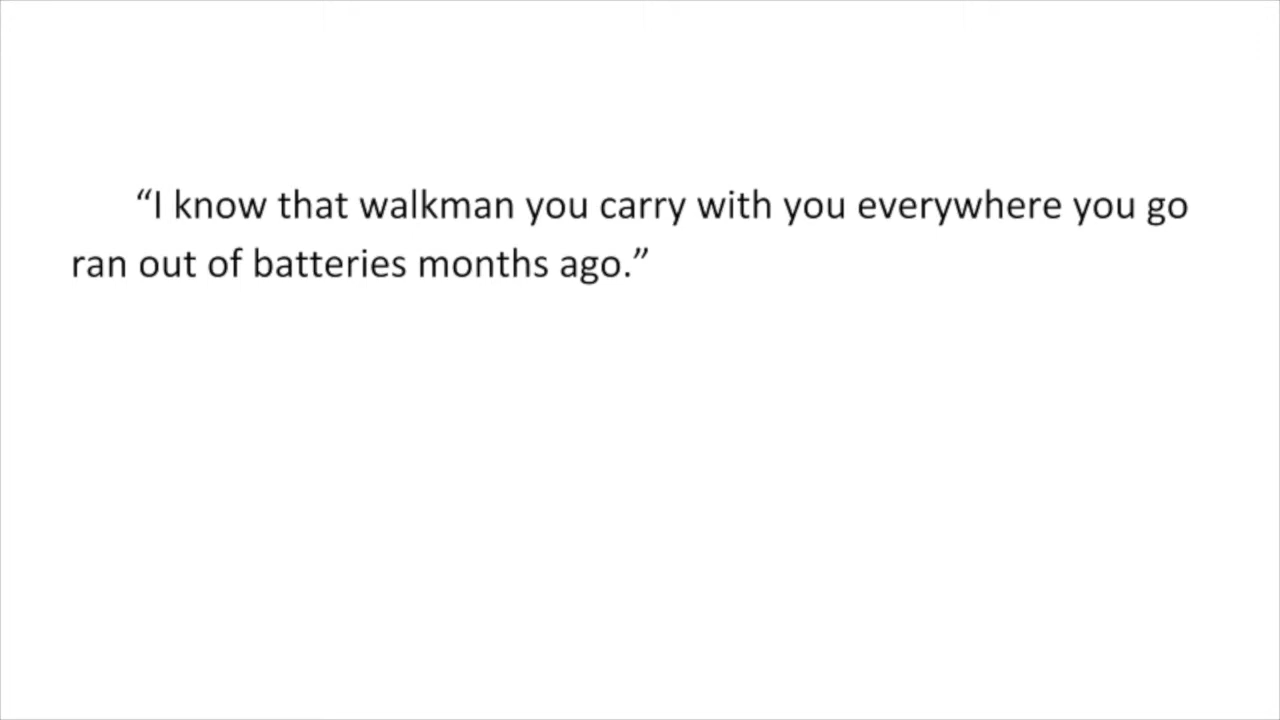 “I know that walkman you carry with you everywhere you go
ran out of batteries months ago.”